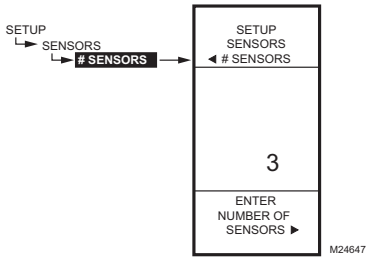 SETUP
SENSORS
# SENSORS
SETUP
SENSORS
◄ # SENSORS
3
ENTER
NUMBER OF
SENSORS ►
M24647